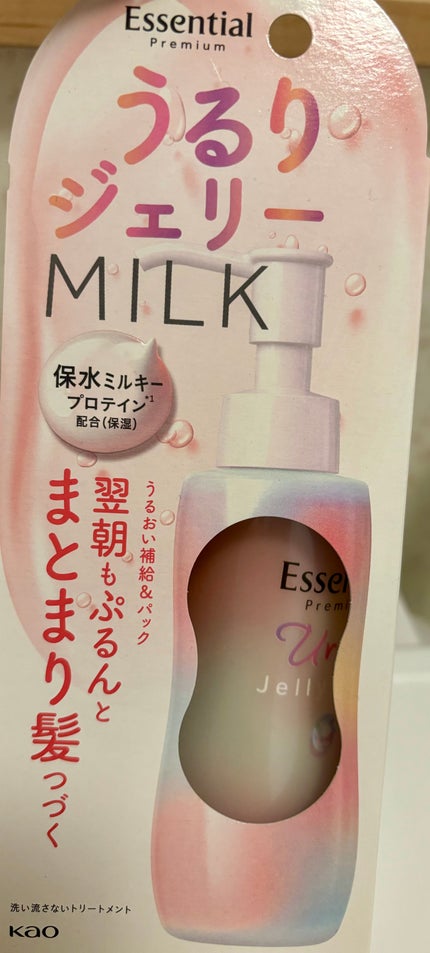 Essential
Premium
うるり
ジェリー
MILK
保水ミルキー
プロテイン*1
配合(保湿)
うるおい補給&パック
翌朝もぷるんと
まとまり髪つづく
Esse
Premi
Ur
Jell
洗い流さないトリートメント
Kao